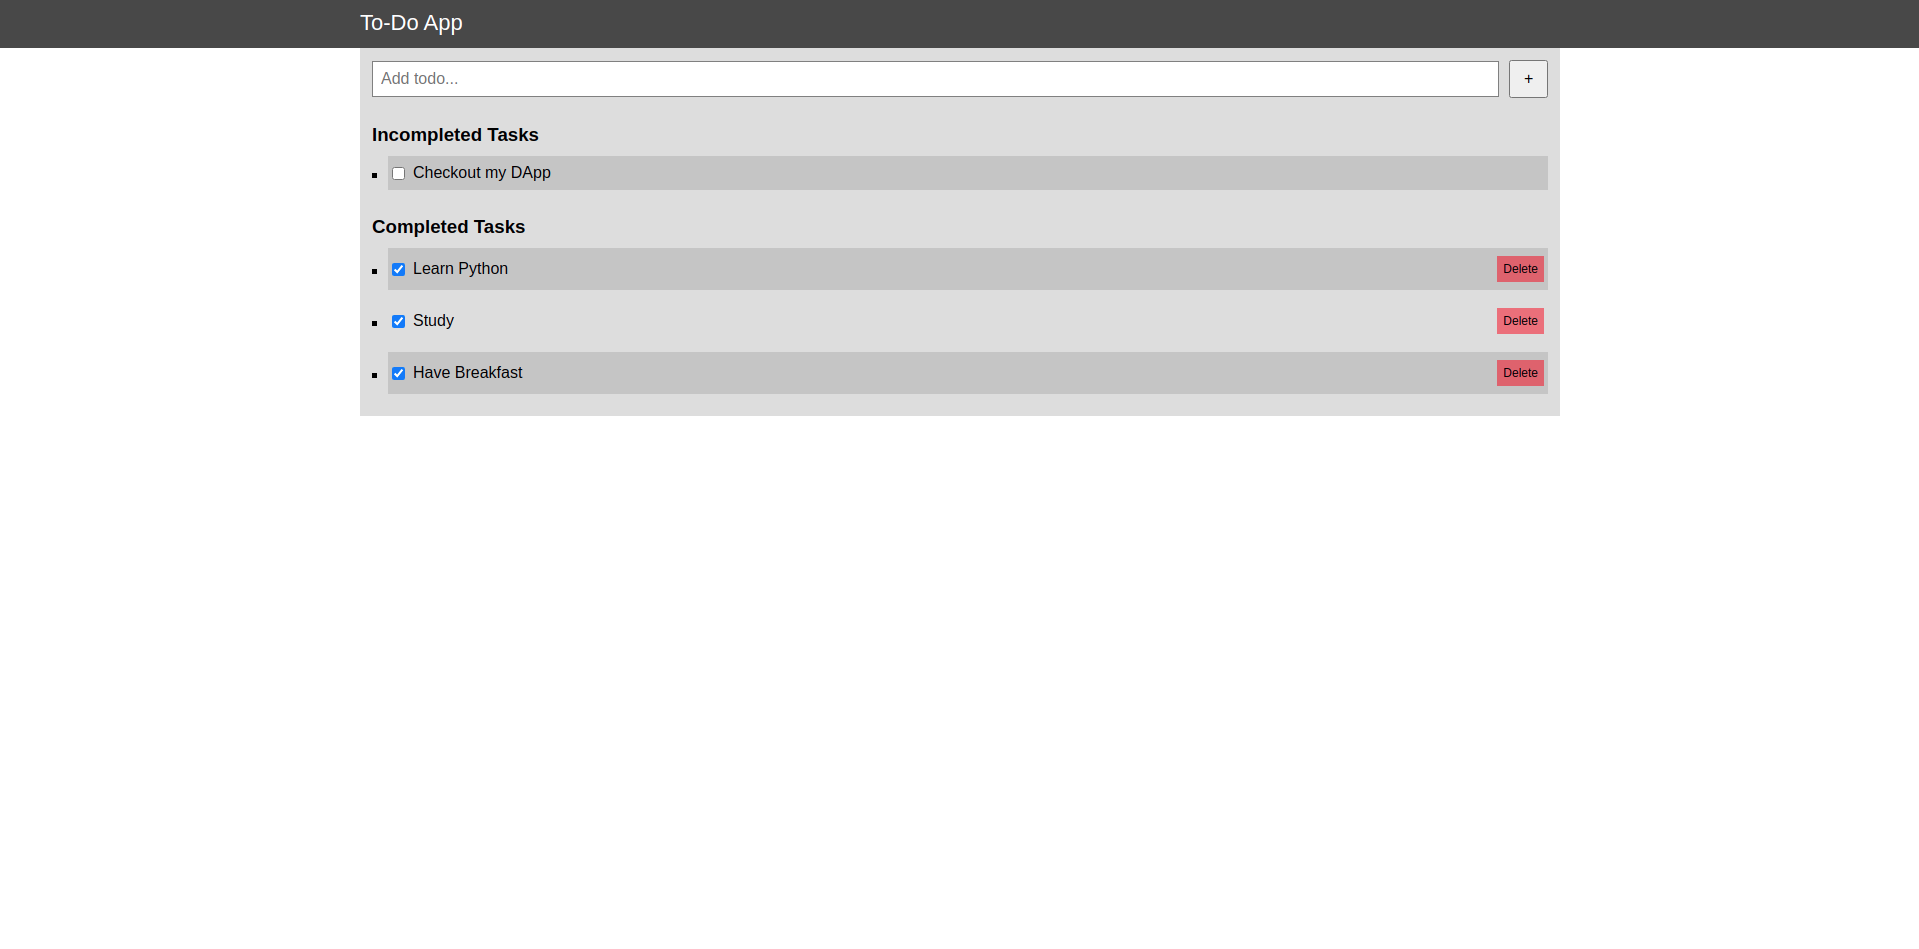 To-Do App
Add todo...
+
Incompleted Tasks
Checkout my DApp
Completed Tasks
Learn Python Delete
Study Delete
Have Breakfast Delete